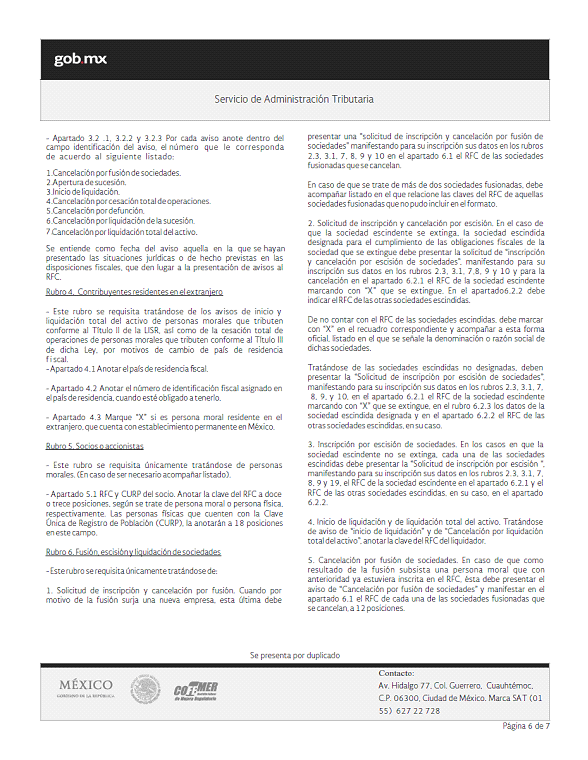 gob.mx
Servicio de Administración Tributaria
- Apartado 3.2 .1, 3.2.2 y 3.2.3 Por cada aviso anote dentro del
campo identificación del aviso, el número que le corresponda
de acuerdo al siguiente listado:
1.Cancelación por fusión de sociedades.
2.Apertura de sucesión.
3.Inicio de liquidación.
4.Cancelación por cesación total de operaciones.
5.Cancelación por defunción.
6.Cancelación por liquidación de la sucesión.
7 Cancelación por liquidación total del activo.
Se entiende como fecha del aviso aquella en la que se hayan
presentado las situaciones jurídicas o de hecho previstas en las
disposiciones fiscales, que den lugar a la presentación de avisos al
RFC.
Rubro 4. Contribuyentes residentes en el extranjero
- Este rubro se requisita tratándose de los avisos de inicio y
liquidación total del activo de personas morales que tributen
conforme al Título II de la LISR, así como de la cesación total de
operaciones de personas morales que tributen conforme al Título III
de dicha Ley, por motivos de cambio de país de residencia
fiscal.
- Apartado 4.1 Anotar el país de residencia fiscal.
- Apartado 4.2 Anotar el número de identificación fiscal asignado en
el país de residencia, cuando esté obligado a tenerlo.
- Apartado 4.3 Marque "X" si es persona moral residente en el
extranjero, que cuenta con establecimiento permanente en México.
Rubro 5. Socios o accionistas
- Este rubro se requisita únicamente tratándose de personas
morales. (En caso de ser necesario acompañar listado).
- Apartado 5.1 RFC y CURP del socio. Anotar la clave del RFC a doce
o trece posiciones, según se trate de persona moral o persona física,
respectivamente. Las personas físicas que cuenten con la Clave
Única de Registro de Población (CURP), la anotarán a 18 posiciones
en este campo.
Rubro 6. Fusión, escisión y liquidación de sociedades
- Este rubro se requisita únicamente tratándose de:
1. Solicitud de inscripción y cancelación por fusión. Cuando por
motivo de la fusión surja una nueva empresa, esta última debe
presentar una "solicitud de inscripción y cancelación por fusión de
sociedades" manifestando para su inscripción sus datos en los rubros
2.3, 3.1, 7, 8, 9 y 10 en el apartado 6.1 el RFC de las sociedades
fusionadas que se cancelan.
En caso de que se trate de más de dos sociedades fusionadas, debe
acompañar listado en el que relacione las clave del RFC de aquellas
sociedades fusionadas que no pudo incluir en el formato.
2. Solicitud de inscripción y cancelación por escisión. En el caso de
que la sociedad escindente se extinga, la sociedad escindida
designada para el cumplimiento de las obligaciones fiscales de la
sociedad que se extingue debe presentar la solicitud de "inscripción
y cancelación por escisión de sociedades", manifestando para su
inscripción sus datos en los rubros 2.3, 3.1, 7,8, 9 y 10 y para la
cancelación en el apartado 6.2.1 el RFC de la sociedad escindente
marcando con "X" que se extingue. En el apartado6.2.2 debe
indicar el RFC de las otras sociedades escindidas.
De no contar con el RFC de las sociedades escindidas, debe marcar
con "X" en el recuadro correspondiente y acompañar a esta forma
oficial, listado en el que se señale la denominación o razón social de
dichas sociedades.
Tratándose de las sociedades escindidas no designadas, deben
presentar la "Solicitud de inscripción por escisión de sociedades",
manifestando para su inscripción sus datos en los rubros 2.3, 3.1, 7,
8, 9, y 10, en el apartado 6.2.1 el RFC de la sociedad escindente
marcando con "X" que se extingue, en el rubro 6.2.3 los datos de la
sociedad escindida designada y en el apartado 6.2.2 el RFC de las
otras sociedades escindidas, en su caso.
3. Inscripción por escisión de sociedades. En los casos en que la
sociedad escindente no se extinga, cada una de las sociedades
escindidas debe presentar la "Solicitud de inscripción por escisión ",
manifestando para su inscripción sus datos en los rubros 2.3, 3.1, 7,
8, 9 y 19. el RFC de la sociedad escindente en el apartado 6.2.1 y el
RFC de las otras sociedades escindidas, en su caso, en el apartado
6.2.2.
4. Inicio de liquidación y de liquidación total del activo. Tratándose
de aviso de "inicio de liquidación" y de "Cancelación por liquidación
total del activo", anotar la clave del RFC del liquidador.
5. Cancelación por fusión de sociedades. En caso de que como
resultado de la fusión subsista una persona moral que con
anterioridad ya estuviera inscrita en el RFC, ésta debe presentar el
aviso de "Cancelación por fusión de sociedades" y manifestar en el
apartado 6.1 el RFC de cada una de las sociedades fusionadas que
se cancelan, a 12 posiciones.
Se presenta por duplicado
MÉXICO
GOBIERNO DE LA REPÚBLICA
COFEMER
Contacto:
Av. Hidalgo 77, Col. Guerrero, Cuauhtémoc,
C.P. 06300, Ciudad de México. Marca SAT (01
55) 627 22 728
Página 6 de 7